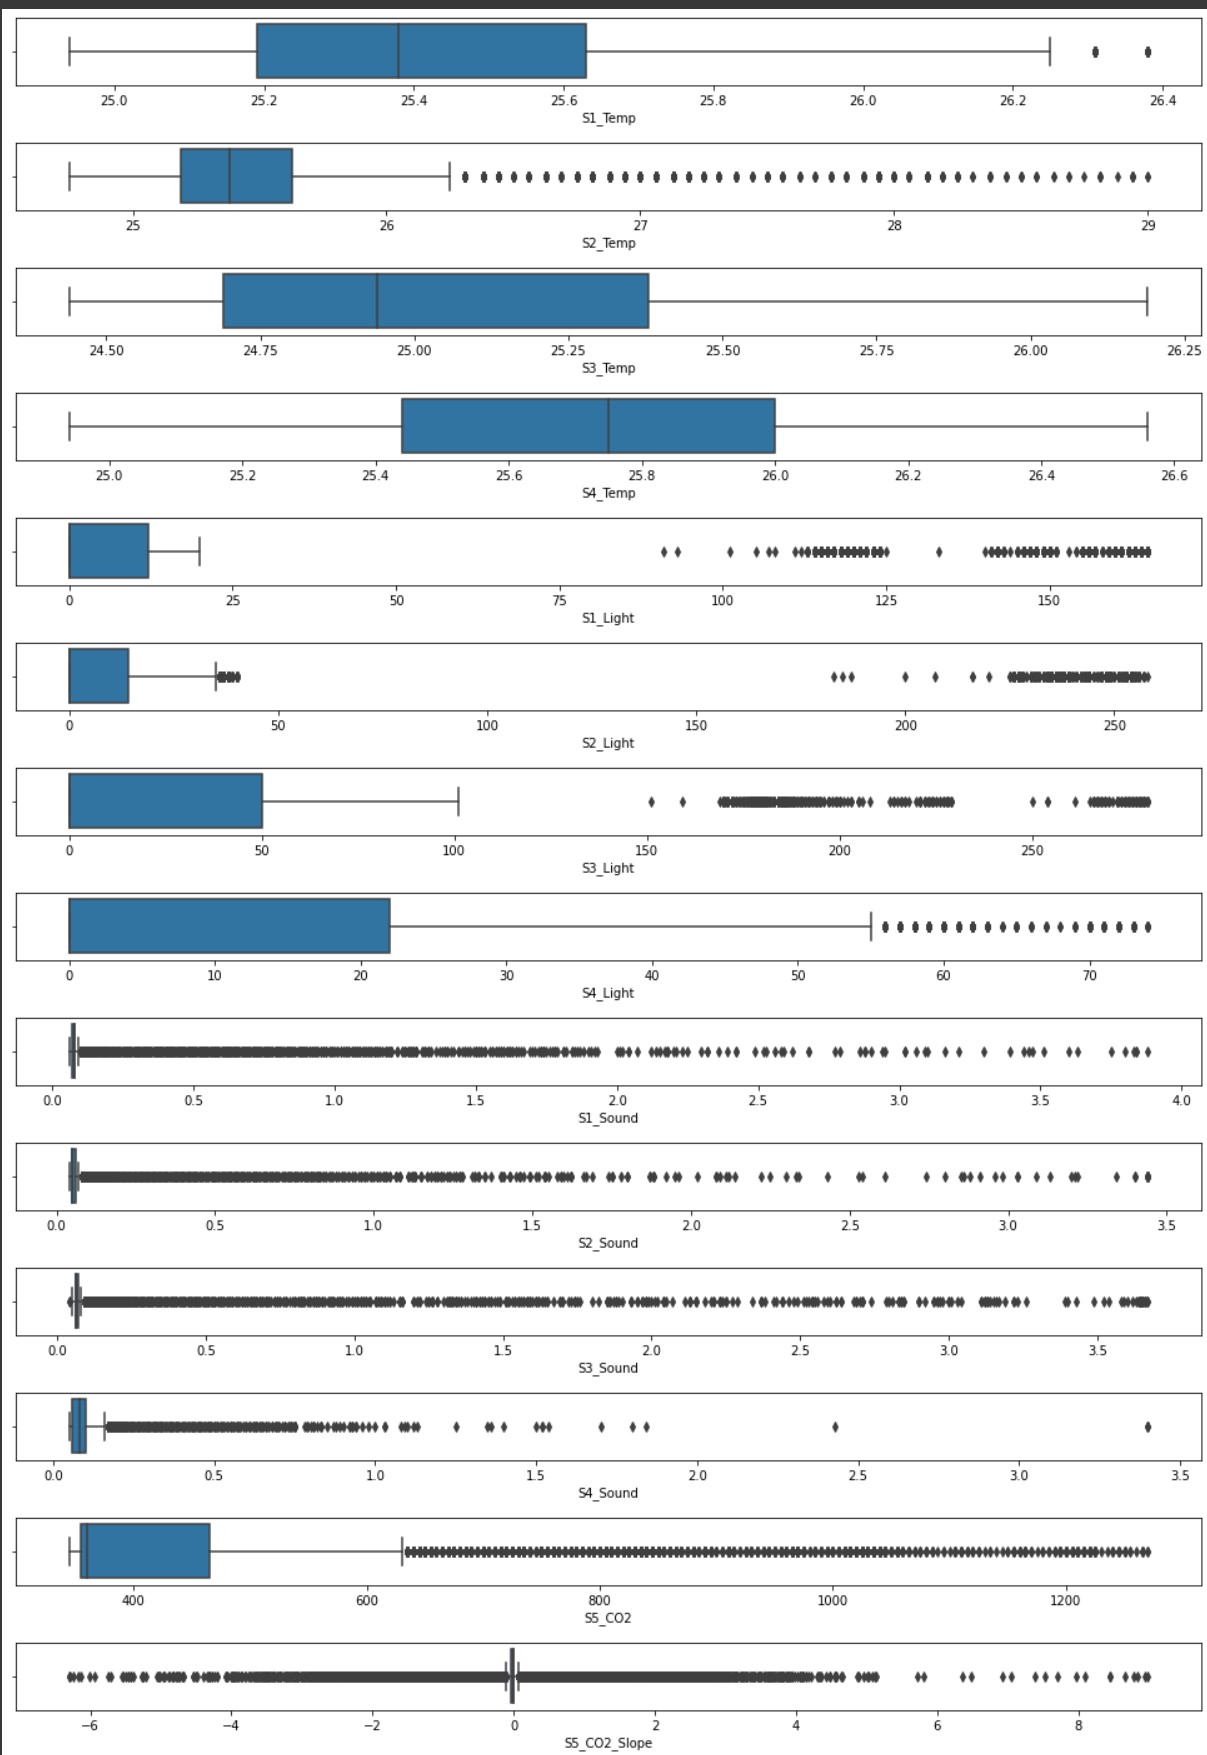 25.0 25.2 25.4 25.6 25.8 26.0 26.2 26.4
S1_Temp
25 26 27 28 29
S2_Temp
24.50 24.75 25.00 25.25 25.50 25.75 26.00 26.25
S3_Temp
25.0 25.2 25.4 25.6 25.8 26.0 26.2 26.4 26.6
S4_Temp
0 25 50 75 100 125 150
S1_Light
0 50 100 150 200 250
S2_Light
0 50 100 150 200 250
S3_Light
0 10 20 30 40 50 60 70
S4_Light
0.0 0.5 1.0 1.5 2.0 2.5 3.0 3.5 4.0
S1_Sound
0.0 0.5 1.0 1.5 2.0 2.5 3.0 3.5
S2_Sound
0.0 0.5 1.0 1.5 2.0 2.5 3.0 3.5
S3_Sound
0.0 0.5 1.0 1.5 2.0 2.5 3.0 3.5
S4_Sound
400 600 800 1000 1200
S5_CO2
−6 −4 −2 0 2 4 6 8
S5_CO2_Slope